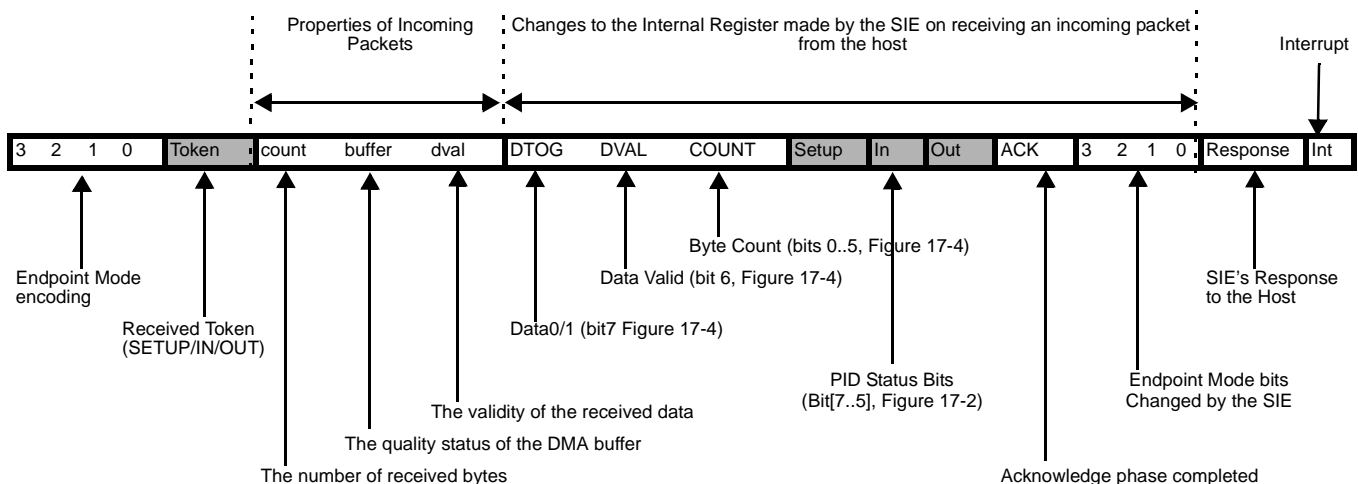 Properties of Incoming
Packets
Changes to the Internal Register made by the SIE on receiving an incoming packet
from the host
Interrupt
3 2 1 0 Token count buffer dval DTOG DVAL COUNT Setup In Out ACK 3 2 1 0 Response Int
Byte Count (bits 0..5, Figure 17-4)
Endpoint Mode
encoding
Data Valid (bit 6, Figure 17-4)
SIE's Response
to the Host
Received Token
(SETUP/IN/OUT)
Data0/1 (bit7 Figure 17-4)
PID Status Bits
(Bit[7..5], Figure 17-2)
Endpoint Mode bits
Changed by the SIE
The validity of the received data
The quality status of the DMA buffer
The number of received bytes
Acknowledge phase completed